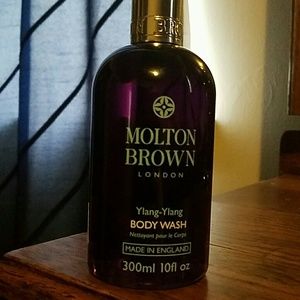 MOLTON
BROWN
LONDON
Ylang-Ylang
BODY WASH
Nettoyant pour le Corps
MADE IN ENGLAND
300ml 10fl oz